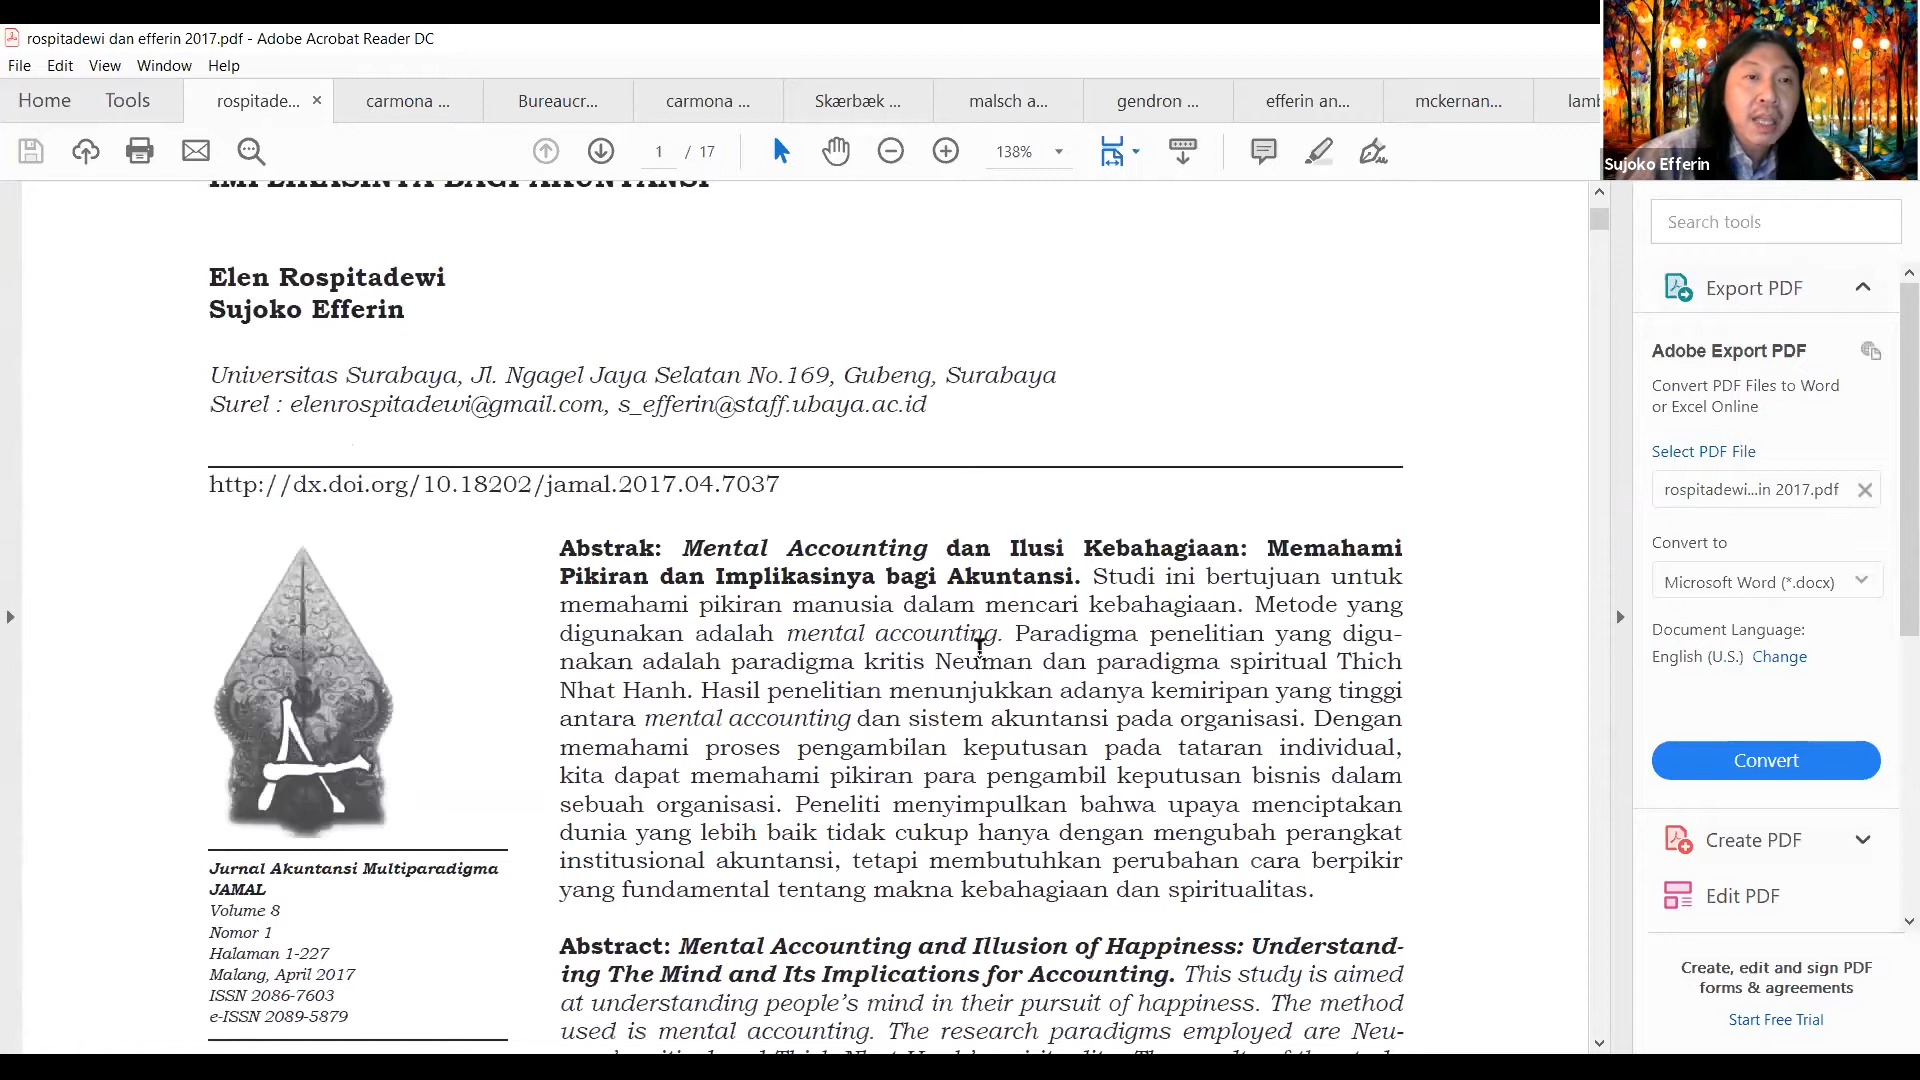 rospitadewi dan efferin 2017.pdf - Adobe Acrobat Reader DC
File Edit View Window Help
Home Tools rospitade... × carmona ... Bureaucr... carmona ... Skærbæk ... malsch a... gendron ... efferin an... mckernan...
1 / 17 138%
Sujoko Efferin
IMPLIKASINYA BAGI AKUNTANSI
Elen Rospitadewi
Sujoko Efferin
Universitas Surabaya, Jl. Ngagel Jaya Selatan No.169, Gubeng, Surabaya
Surel : elenrospitadewi@gmail.com, s_efferin@staff.ubaya.ac.id
http://dx.doi.org/10.18202/jamal.2017.04.7037
Abstrak: Mental Accounting dan Ilusi Kebahagiaan: Memahami
Pikiran dan Implikasinya bagi Akuntansi. Studi ini bertujuan untuk
memahami pikiran manusia dalam mencari kebahagiaan. Metode yang
digunakan adalah mental accounting. Paradigma penelitian yang digu-
nakan adalah paradigma kritis Neuman dan paradigma spiritual Thich
Nhat Hanh. Hasil penelitian menunjukkan adanya kemiripan yang tinggi
antara mental accounting dan sistem akuntansi pada organisasi. Dengan
memahami proses pengambilan keputusan pada tataran individual,
kita dapat memahami pikiran para pengambil keputusan bisnis dalam
sebuah organisasi. Peneliti menyimpulkan bahwa upaya menciptakan
dunia yang lebih baik tidak cukup hanya dengan mengubah perangkat
institusional akuntansi, tetapi membutuhkan perubahan cara berpikir
yang fundamental tentang makna kebahagiaan dan spiritualitas.
Abstract: Mental Accounting and Illusion of Happiness: Understand-
ing The Mind and Its Implications for Accounting. This study is aimed
at understanding people's mind in their pursuit of happiness. The method
used is mental accounting. The research paradigms employed are Neu-
Jurnal Akuntansi Multiparadigma
JAMAL
Volume 8
Nomor 1
Halaman 1-227
Malang, April 2017
ISSN 2086-7603
e-ISSN 2089-5879
Search tools
Export PDF
Adobe Export PDF
Convert PDF Files to Word
or Excel Online
Select PDF File
rospitadewi...in 2017.pdf
Convert to
Microsoft Word (*.docx)
Document Language:
English (U.S.) Change
Convert
Create PDF
Edit PDF
Create, edit and sign PDF
forms & agreements
Start Free Trial